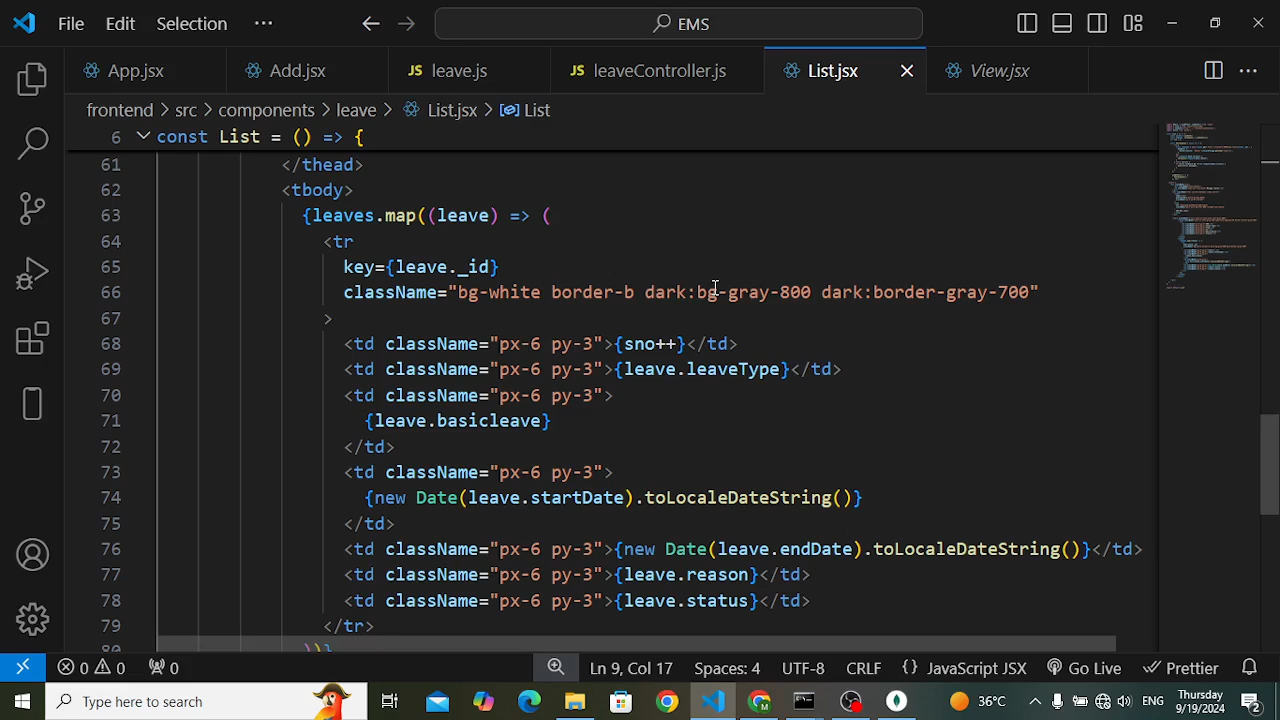 File Edit Selection ··· EMS
App.jsx JS Add.jsx JS leave.js JS leaveController.js List.jsx View.jsx ···
frontend > src > components > leave > List.jsx > List
6 const List = () => {
61 </thead>
62 <tbody>
63 {leaves.map((leave) => (
64 <tr
65 key={leave._id}
66 className="bg-white border-b dark:bg-gray-800 dark:border-gray-700"
67 >
68 <td className="px-6 py-3">{sno++}</td>
69 <td className="px-6 py-3">{leave.leaveType}</td>
70 <td className="px-6 py-3">
71 {leave.basicleave}
72 </td>
73 <td className="px-6 py-3">
74 {new Date(leave.startDate).toLocaleDateString()}
75 </td>
76 <td className="px-6 py-3">{new Date(leave.endDate).toLocaleDateString()}</td>
77 <td className="px-6 py-3">{leave.reason}</td>
78 <td className="px-6 py-3">{leave.status}</td>
79 </tr>
80 ))}
0 0 0 Ln 9, Col 17 Spaces: 4 UTF-8 CRLF {} JavaScript JSX Go Live Prettier
Type here to search 36°C ENG Thursday
9/19/2024 2